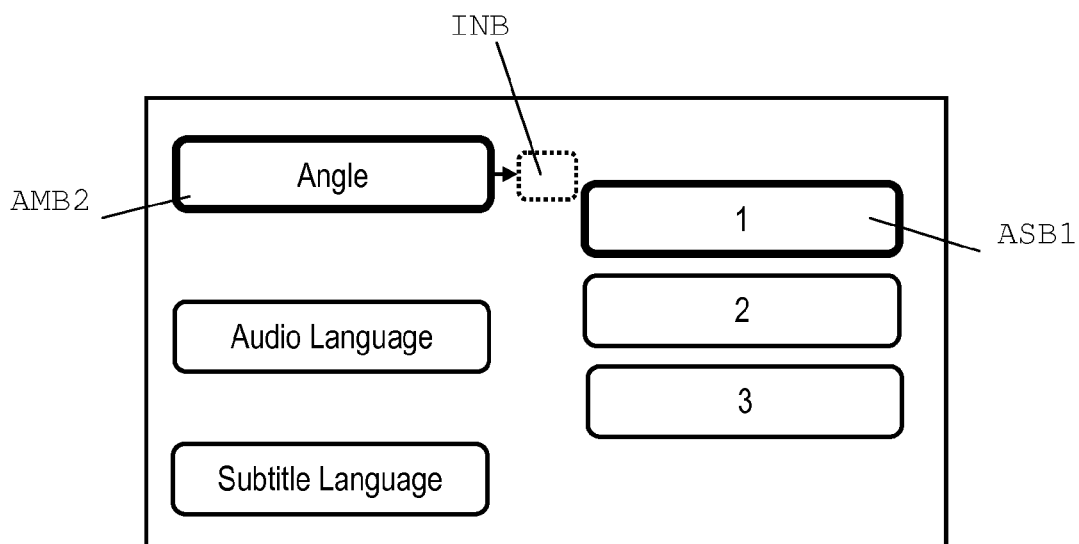 INB
Angle
AMB2
1
ASB1
2
Audio Language
3
Subtitle Language